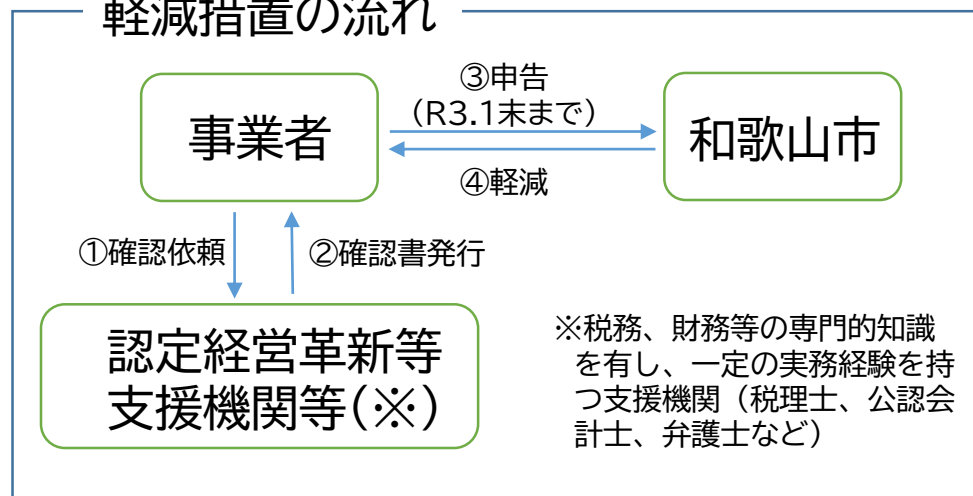 軽減措置の流れ
③申告
（R3.1末まで）
事業者
和歌山市
④軽減
①確認依頼
②確認書発行
認定経営革新等
支援機関等(※)
※税務、財務等の専門的知識
を有し、一定の実務経験を持
つ支援機関（税理士、公認会
計士、弁護士など）